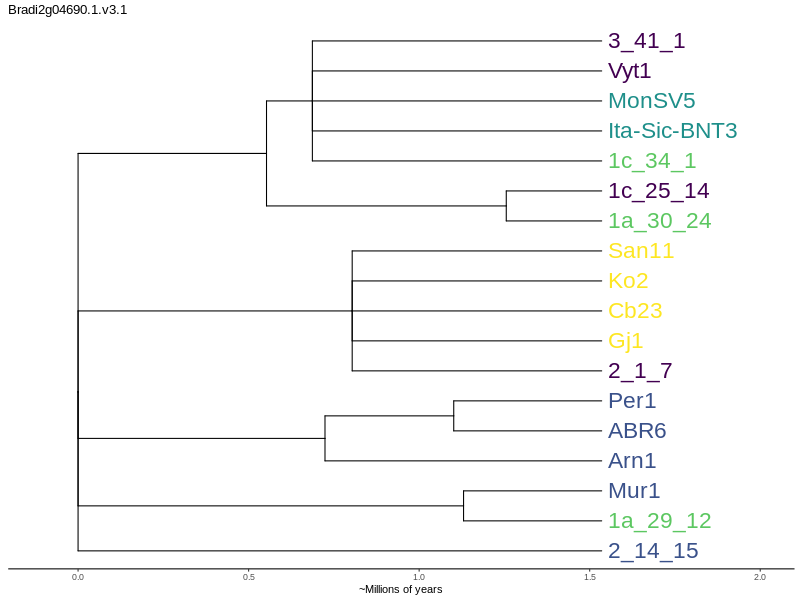 Bradi2g04690.1.v3.1
3_41_1
Vyt1
MonSV5
Ita-Sic-BNT3
1c_34_1
1c_25_14
1a_30_24
San11
Ko2
Cb23
Gj1
2_1_7
Per1
ABR6
Arn1
Mur1
1a_29_12
2_14_15
0.0 0.5 1.0 1.5 2.0
~Millions of years